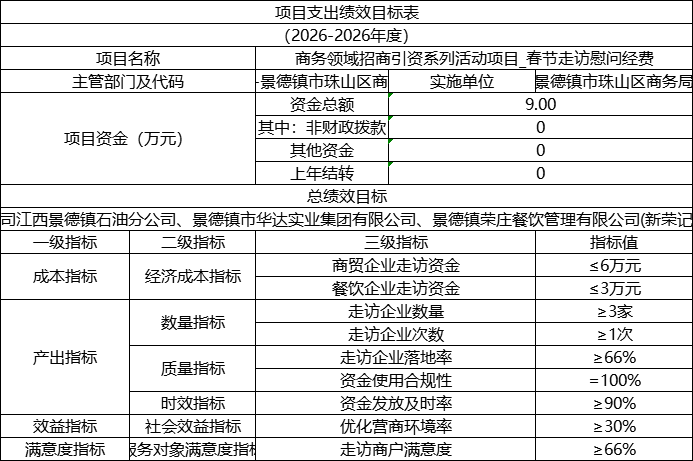 项目支出绩效目标表
（2026-2026年度）
项目名称 商务领域招商引资系列活动项目_春节走访慰问经费
主管部门及代码 -景德镇市珠山区商 实施单位 景德镇市珠山区商务局
项目资金（万元） 资金总额 9.00
其中：非财政拨款 0
其他资金 0
上年结转 0
总绩效目标
司江西景德镇石油分公司、景德镇市华达实业集团有限公司、景德镇荣庄餐饮管理有限公司(新荣记
一级指标 二级指标 三级指标 指标值
成本指标 经济成本指标 商贸企业走访资金 ≤6万元
餐饮企业走访资金 ≤3万元
产出指标 数量指标 走访企业数量 ≥3家
走访企业次数 ≥1次
质量指标 走访企业落地率 ≥66%
资金使用合规性 =100%
时效指标 资金发放及时率 ≥90%
效益指标 社会效益指标 优化营商环境率 ≥30%
满意度指标 服务对象满意度指标 走访商户满意度 ≥66%